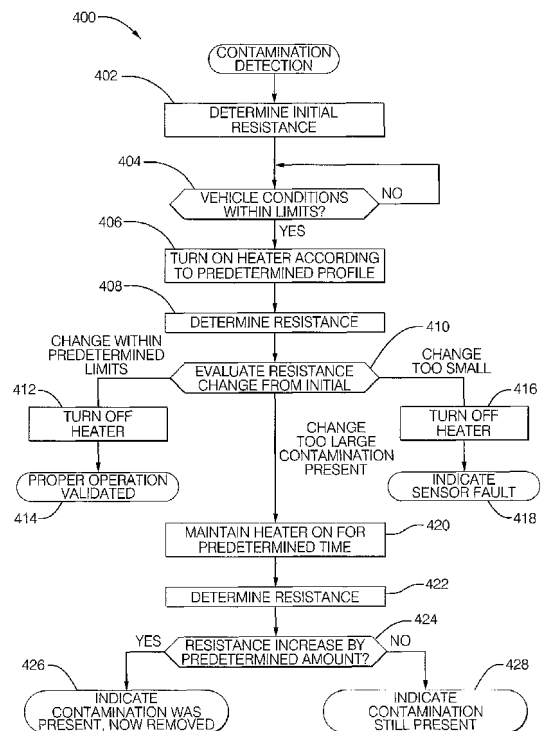 400
CONTAMINATION
DETECTION
402
DETERMINE INITIAL
RESISTANCE
404
VEHICLE CONDITIONS
WITHIN LIMITS?
NO
YES
406
TURN ON HEATER ACCORDING
TO PREDETERMINED PROFILE
408
DETERMINE RESISTANCE
410
EVALUATE RESISTANCE
CHANGE FROM INITIAL
CHANGE WITHIN
PREDETERMINED
LIMITS
412
TURN OFF
HEATER
PROPER OPERATION
VALIDATED
414
CHANGE
TOO LARGE
CONTAMINATION
PRESENT
CHANGE
TOO SMALL
416
TURN OFF
HEATER
INDICATE
SENSOR FAULT
418
MAINTAIN HEATER ON FOR
PREDETERMINED TIME
420
DETERMINE RESISTANCE
422
RESISTANCE INCREASE BY
PREDETERMINED AMOUNT?
424
YES
NO
426
INDICATE
CONTAMINATION WAS
PRESENT, NOW REMOVED
428
INDICATE
CONTAMINATION
STILL PRESENT